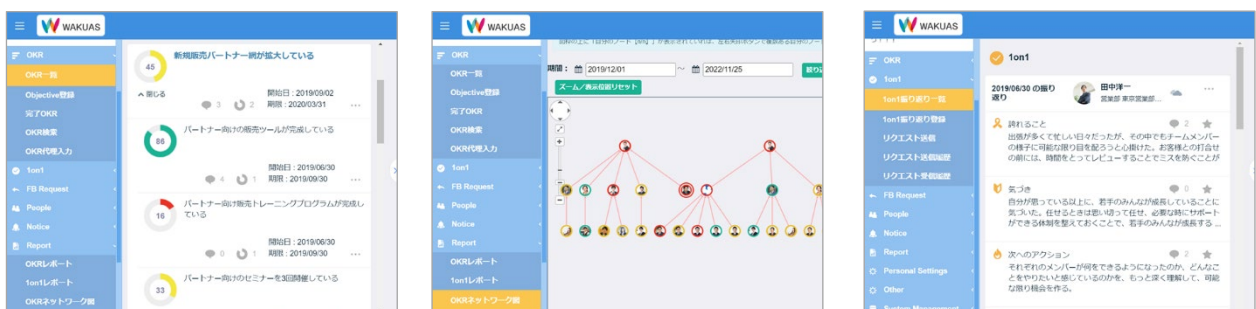 WAKUAS
OKR
OKR一覧
Objective登録
完了OKR
OKR検索
OKR代理入力
1on1
FB Request
People
Notice
Report
OKRレポート
1on1レポート
OKRネットワーク図
新規販売パートナー網が拡大している
45
へ 閉じる
開始日：2019/09/02
3 2 期限：2020/03/31
パートナー向けの販売ツールが完成している
86
開始日：2019/06/30
4 1 期限：2019/09/30
パートナー向け販売トレーニングプログラムが完成し
ている
16
開始日：2019/06/30
0 1 期限：2019/09/30
パートナー向けのセミナーを3回開催している
33
WAKUAS
OKR
OKR一覧
Objective登録
完了OKR
OKR検索
OKR代理入力
1on1
FB Request
People
Notice
Report
OKRレポート
1on1レポート
OKRネットワーク図
期間： 2019/12/01 ～ 2022/11/25
ズーム／表示位置リセット
WAKUAS
OKR
1on1
1on1振り返り一覧
1on1振り返り登録
リクエスト送信
リクエスト送信履歴
リクエスト受信履歴
FB Request
People
Notice
Report
Personal Settings
Other
System Management
1on1
2019/06/30 の振り
返り
田中洋一
営業部 東京営業部...
誇れること 2
出張が多くて忙しい日々だったが、その中でもチームメンバー
の様子に可能な限り目を配ろうと心掛けた。お客様との打合せ
の前には、時間をとってレビューすることでミスを防ぐことが
気づき 0
自分が思っている以上に、若手のみんなが成長していることに
気づいた。任せるときは思い切って任せ、必要な時にサポート
ができる体制を整えておくことで、若手のみんなが成長する ...
次へのアクション 2
それぞれのメンバーが何をできるようになったのか、どんなこ
とをやりたいと感じているのかを、もっと深く理解して、可能
な限り機会を作る。